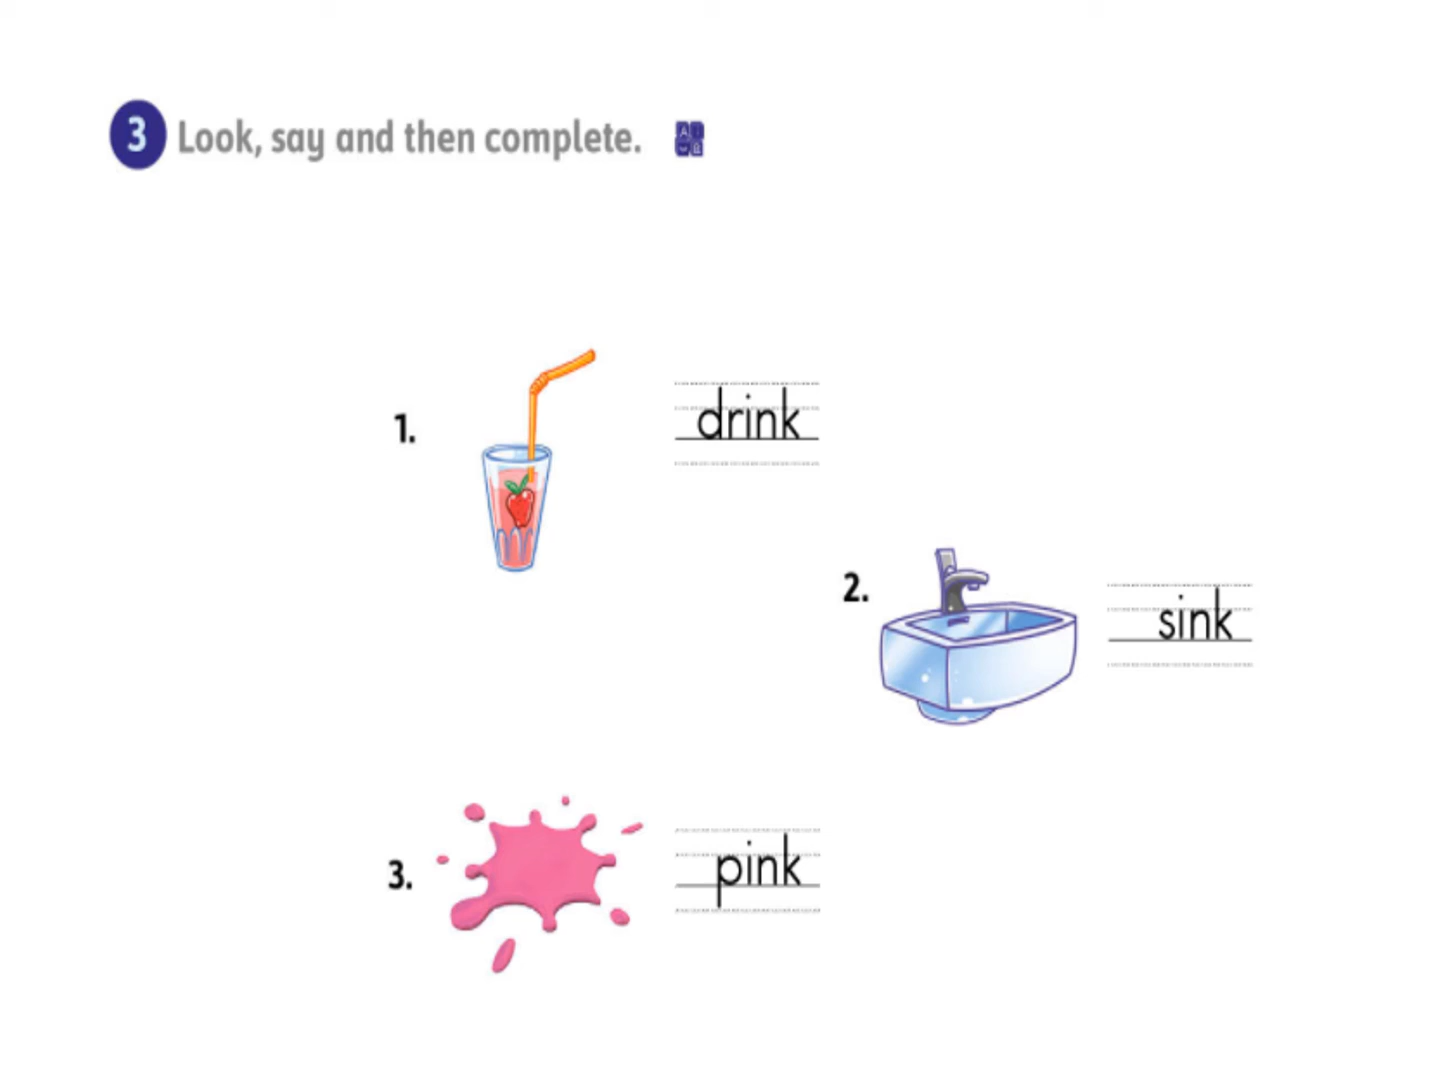 3 Look, say and then complete.
1. drink
2. sink
3. pink